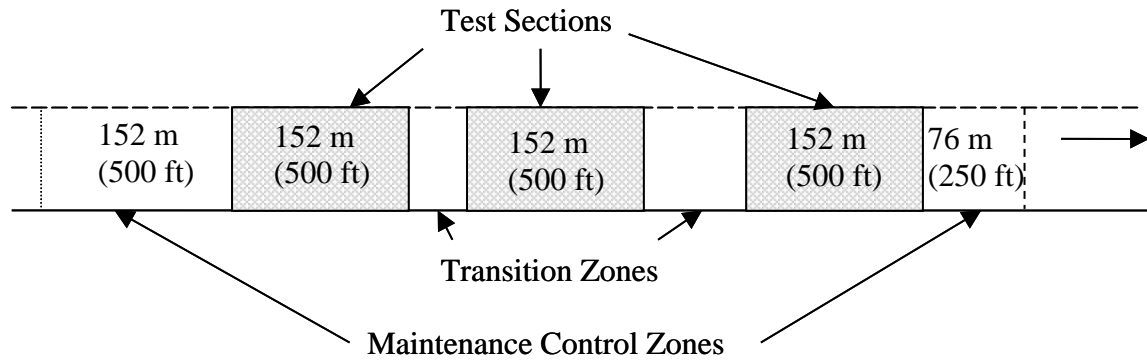 Test Sections
152 m
(500 ft)
152 m
(500 ft)
152 m
(500 ft)
152 m
(500 ft)
76 m
(250 ft)
Transition Zones
Maintenance Control Zones